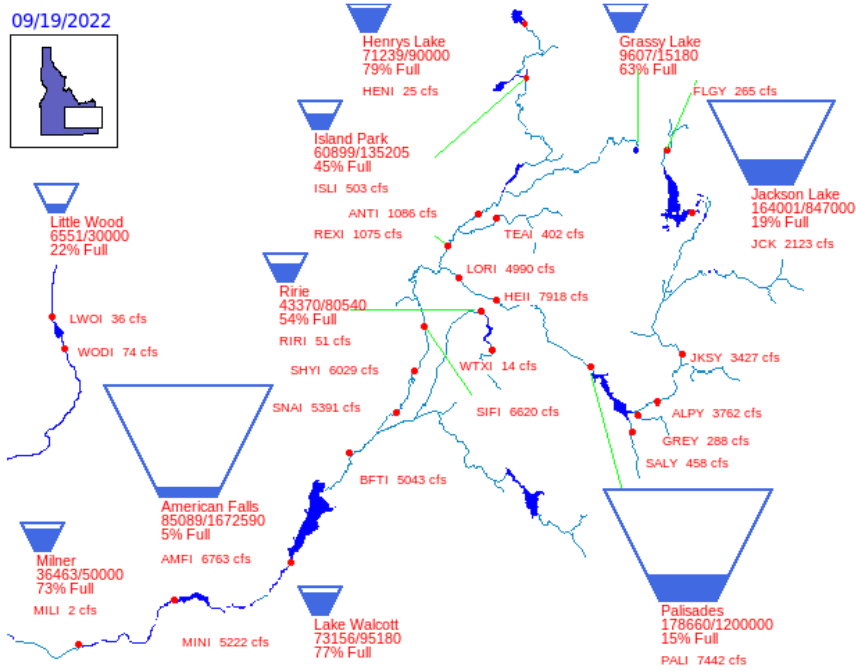 09/19/2022
Henrys Lake
71239/90000
79% Full
HENI 25 cfs
Grassy Lake
9607/15180
63% Full
FLGY 265 cfs
Island Park
60899/135205
45% Full
ISLI 503 cfs
Jackson Lake
164001/847000
19% Full
JCK 2123 cfs
Little Wood
6551/30000
22% Full
ANTI 1086 cfs
REXI 1075 cfs
TEAI 402 cfs
LORI 4990 cfs
HEII 7918 cfs
Ririe
43370/80540
54% Full
RIRI 51 cfs
LWOI 36 cfs
WODI 74 cfs
SHYI 6029 cfs
WTXI 14 cfs
JKSY 3427 cfs
SNAI 5391 cfs
SIFI 6620 cfs
ALPY 3762 cfs
GREY 288 cfs
SALY 458 cfs
BFTI 5043 cfs
American Falls
85089/1672590
5% Full
AMFI 6763 cfs
Milner
36463/50000
73% Full
MILI 2 cfs
MINI 5222 cfs
Lake Walcott
73156/95180
77% Full
Palisades
178660/1200000
15% Full
PALI 7442 cfs